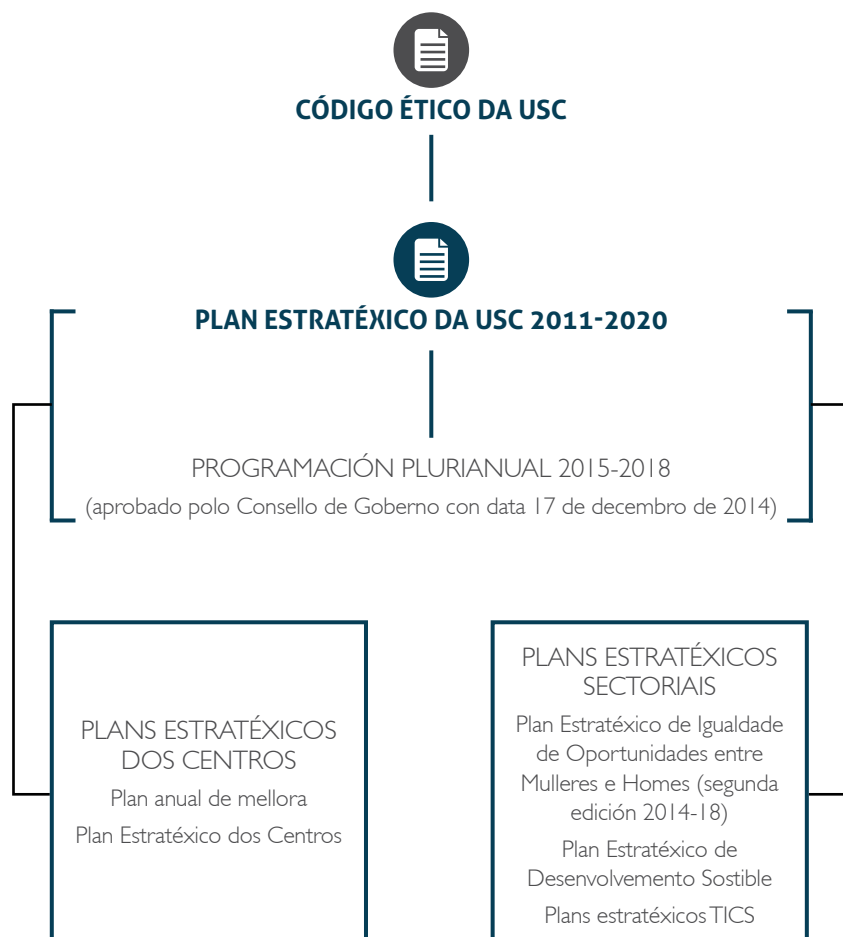 CÓDIGO ÉTICO DA USC
PLAN ESTRATÉXICO DA USC 2011-2020
PROGRAMACIÓN PLURIANUAL 2015-2018
(aprobado polo Consello de Goberno con data 17 de decembro de 2014)
PLANS ESTRATÉXICOS
DOS CENTROS
Plan anual de mellora
Plan Estratéxico dos Centros
PLANS ESTRATÉXICOS
SECTORIAIS
Plan Estratéxico de Igualdade
de Oportunidades entre
Mulleres e Homes (segunda
edición 2014-18)
Plan Estratéxico de
Desenvolvemento Sostible
Plans estratéxicos TICS